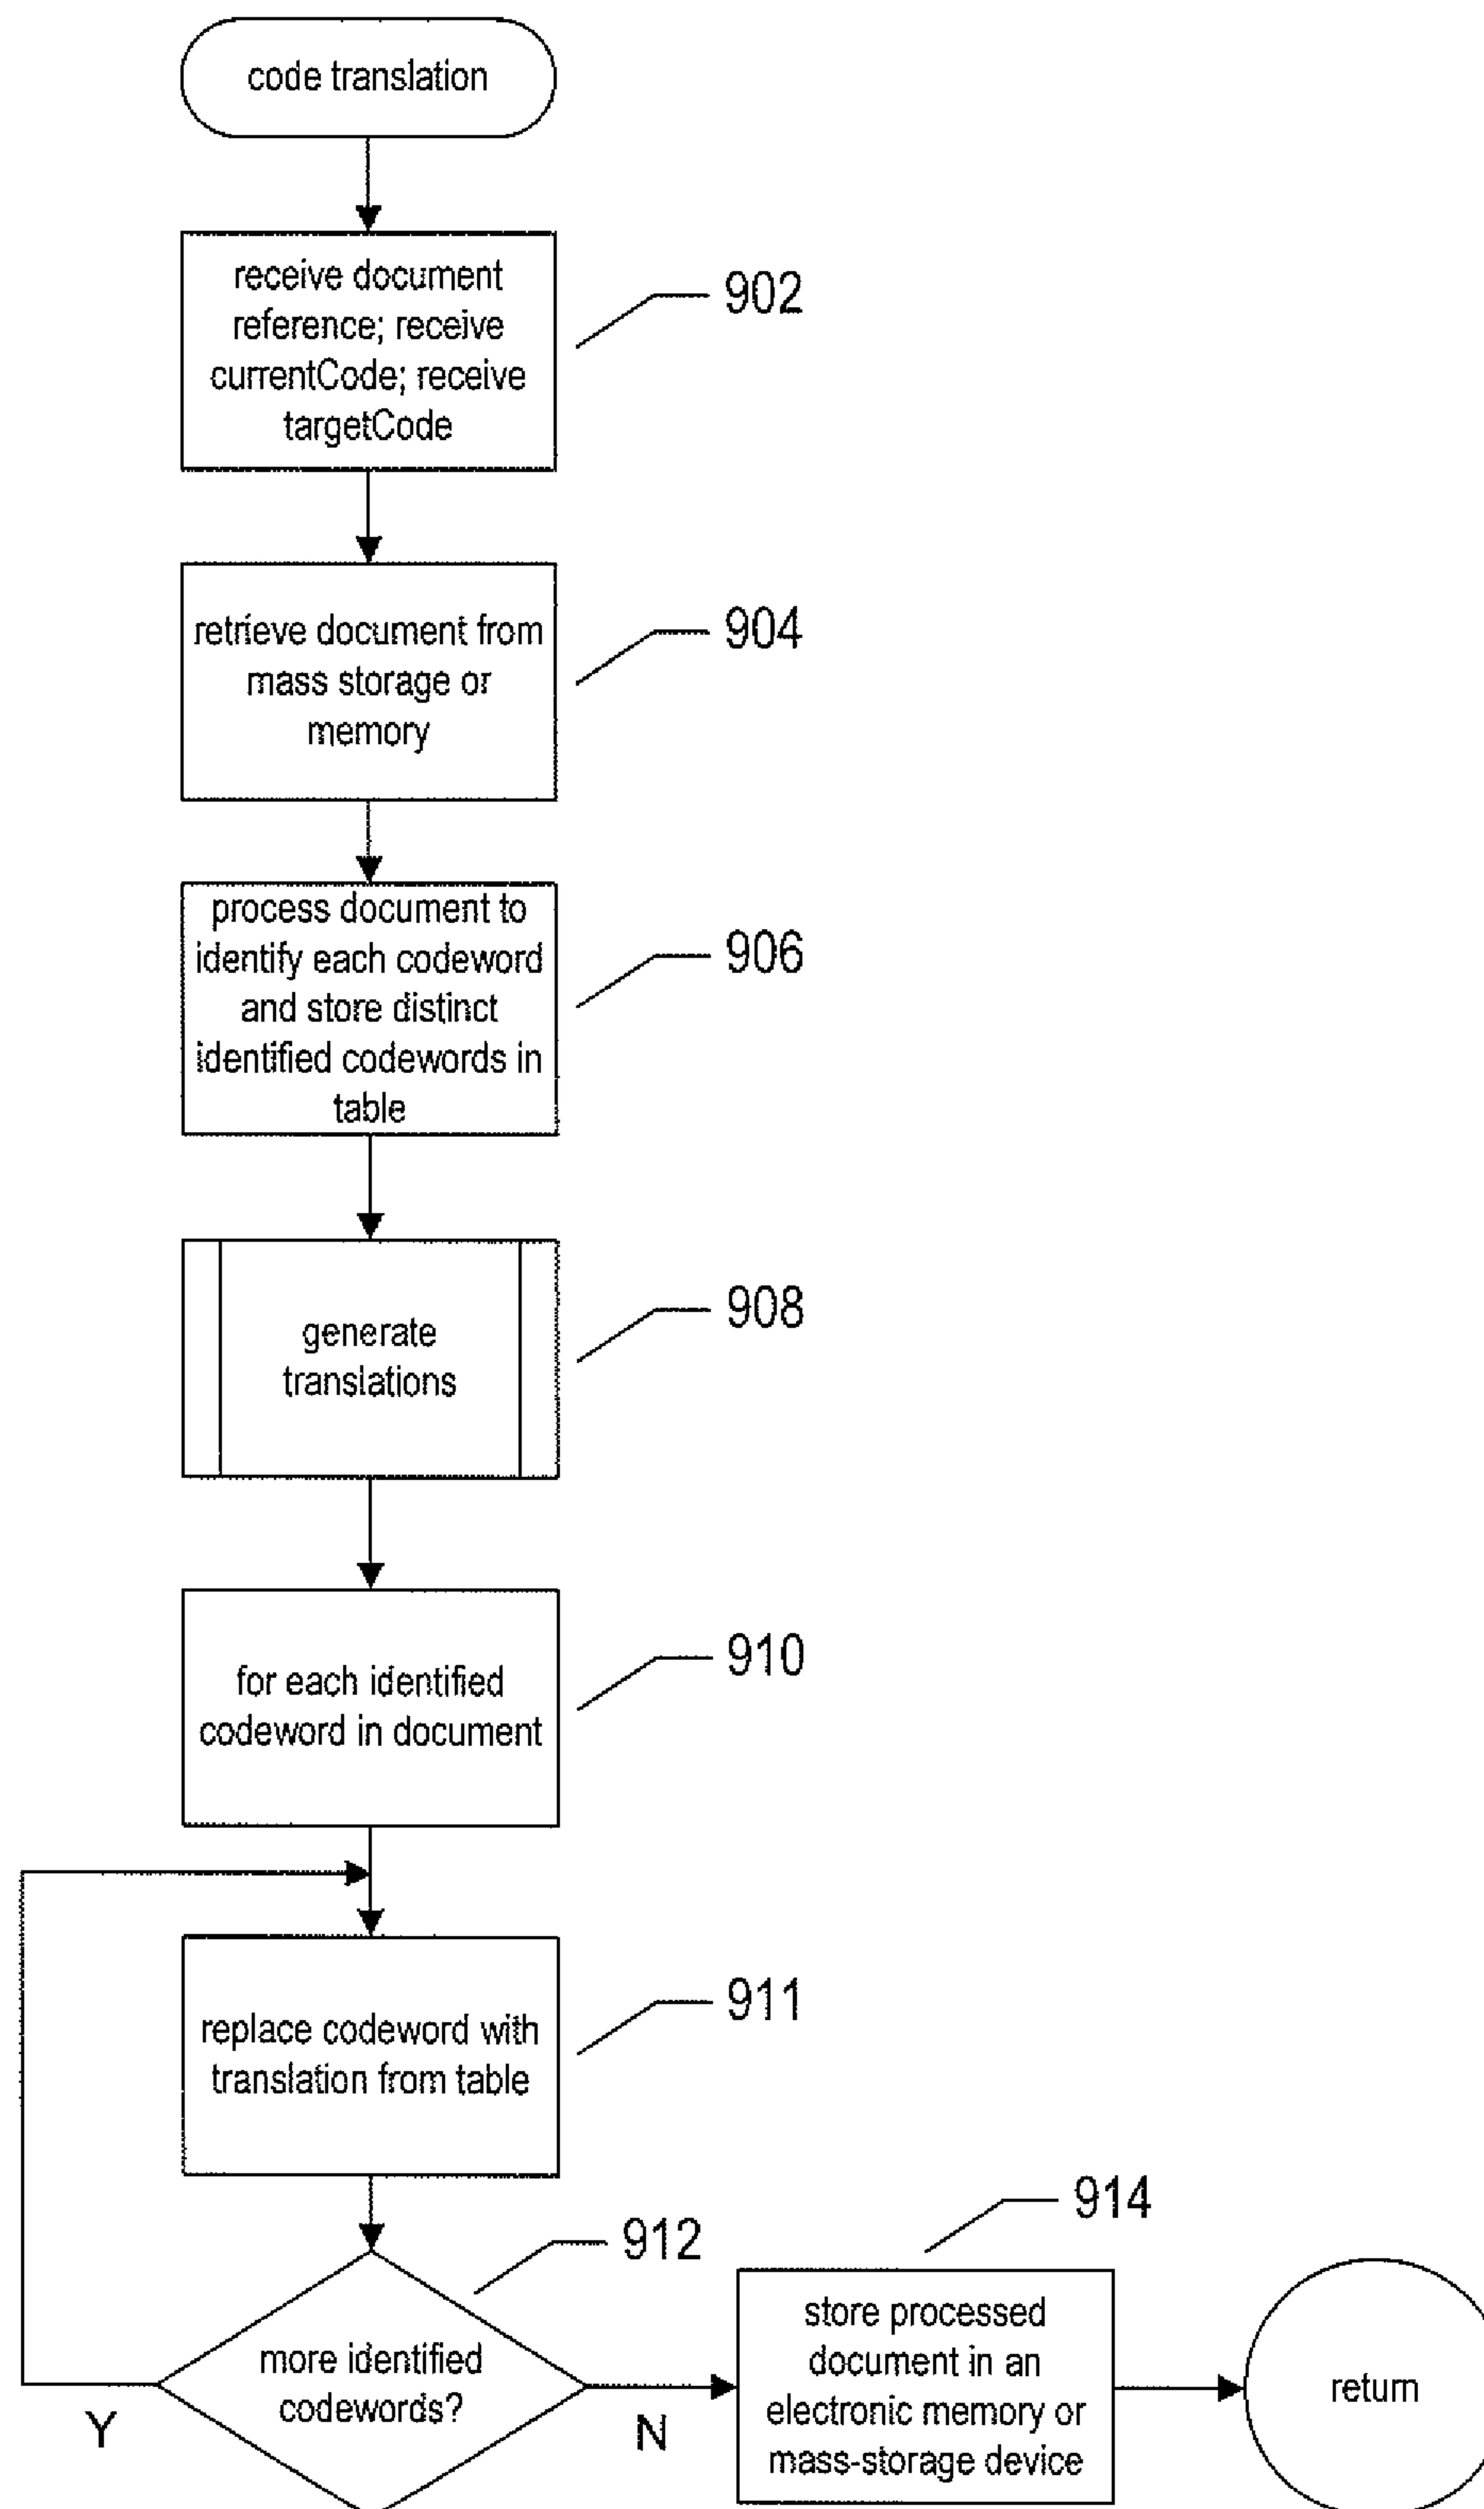 code translation
receive document
reference; receive
currentCode; receive
targetCode
902
retrieve document from
mass storage or
memory
904
process document to
identify each codeword
and store distinct
identified codewords in
table
906
generate
translations
908
for each identified
codeword in document
910
replace codeword with
translation from table
911
more identified
codewords?
912
Y
N
store processed
document in an
electronic memory or
mass-storage device
914
return